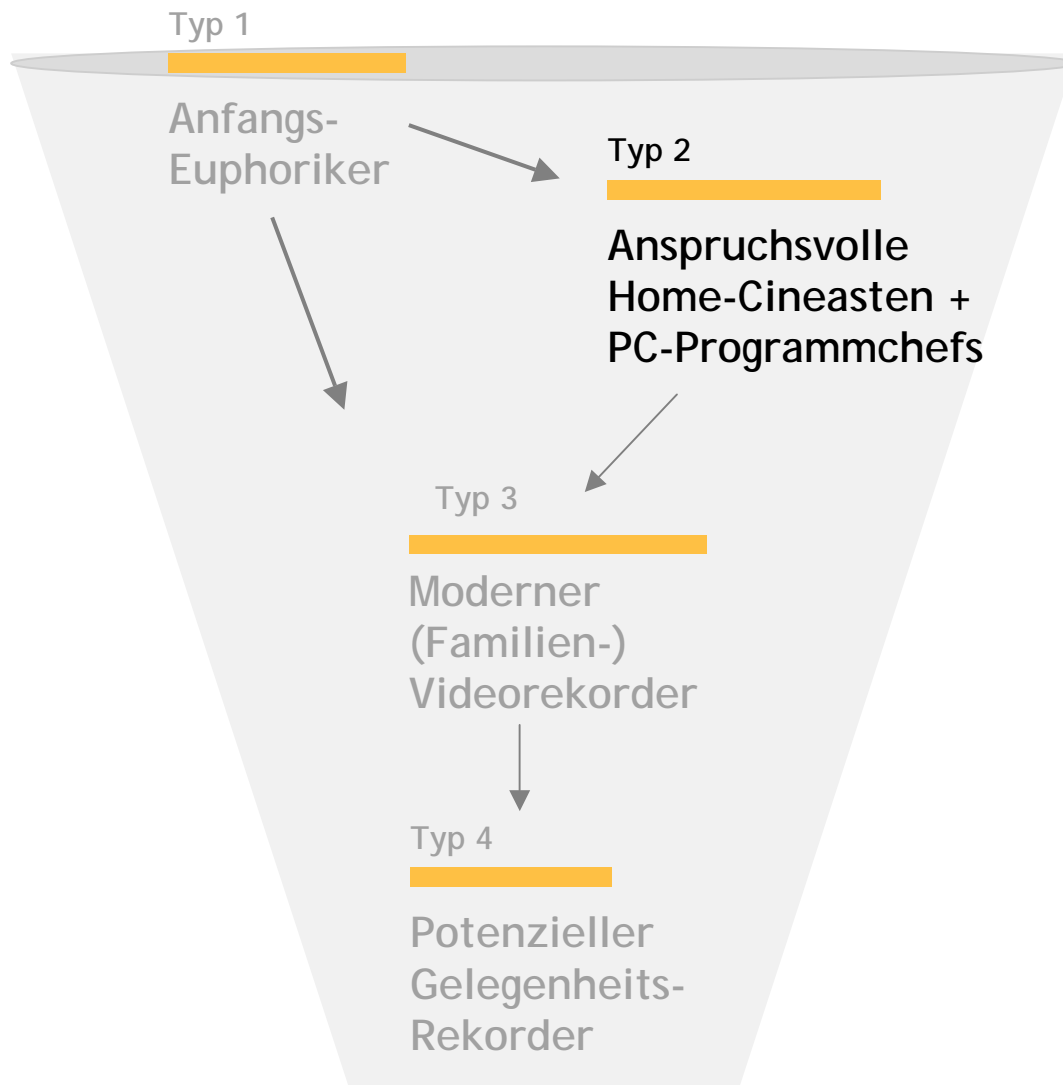 Typ 1
Anfangs-
Euphoriker
Typ 2
Anspruchsvolle
Home-Cineasten +
PC-Programmchefs
Typ 3
Moderner
(Familien-)
Videorekorder
Typ 4
Potenzieller
Gelegenheits-
Rekorder